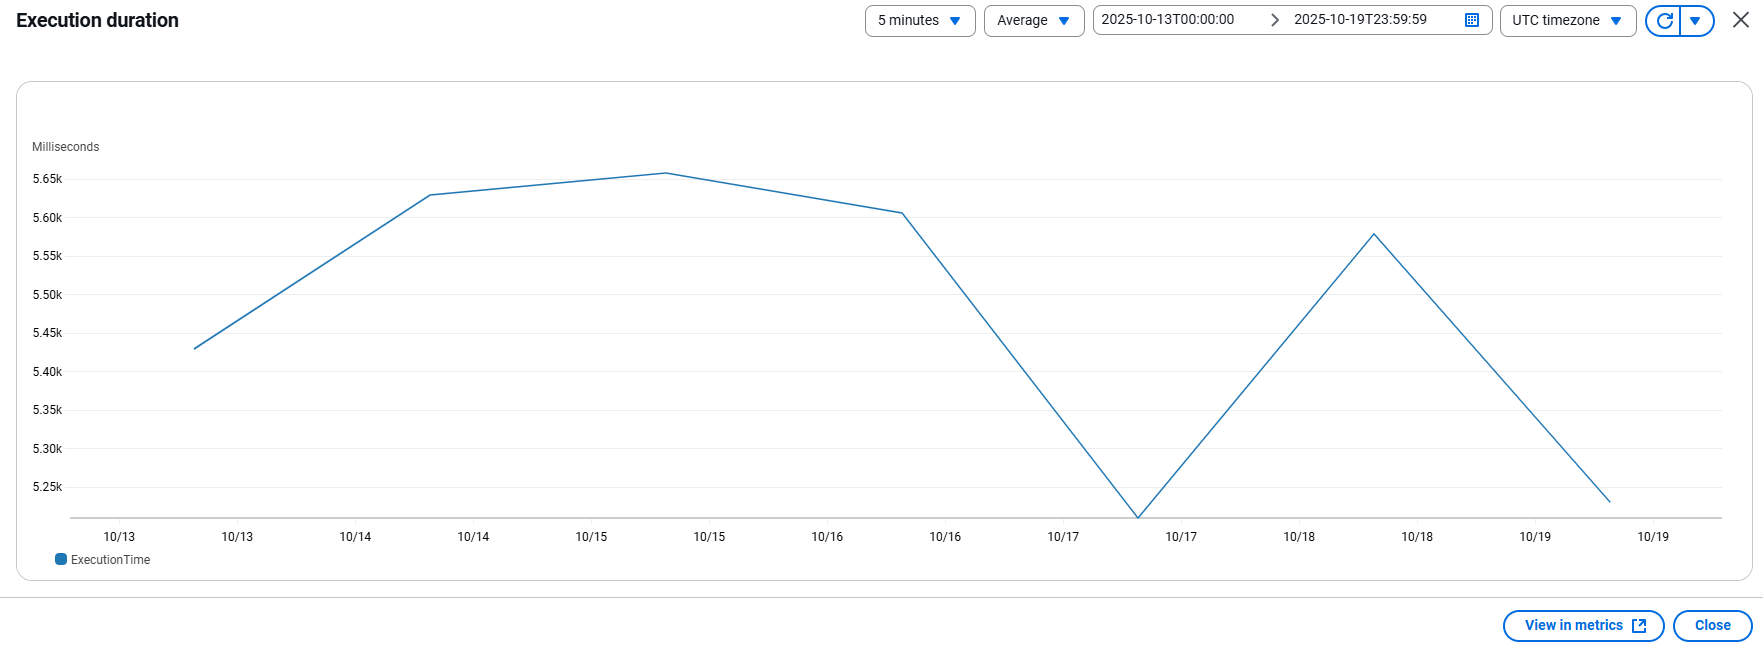 Execution duration
5 minutes
Average
2025-10-13T00:00:00
2025-10-19T23:59:59
UTC timezone
Milliseconds
5.65k
5.60k
5.55k
5.50k
5.45k
5.40k
5.35k
5.30k
5.25k
10/13 10/13 10/14 10/14 10/15 10/15 10/16 10/16 10/17 10/17 10/18 10/18 10/19 10/19
ExecutionTime
View in metrics
Close